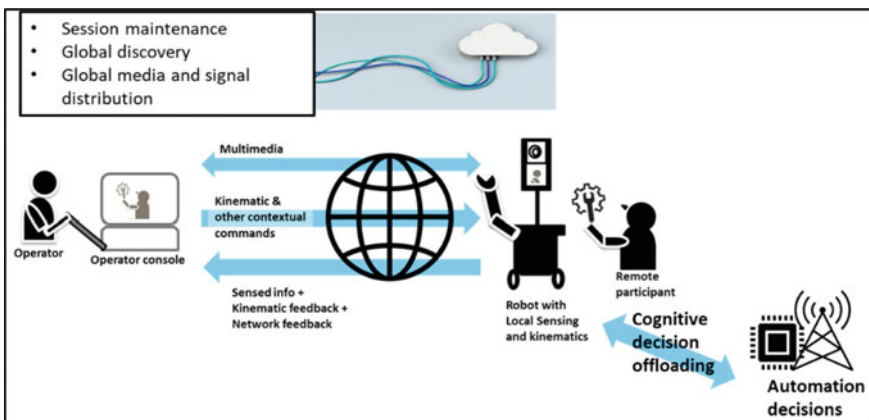 • Session maintenance
• Global discovery
• Global media and signal
distribution
Multimedia
Kinematic &
other contextual
commands
Operator
Operator console
Sensed info +
Kinematic feedback +
Network feedback
Robot with
Local Sensing
and kinematics
Remote
participant
Cognitive
decision
offloading
Automation
decisions